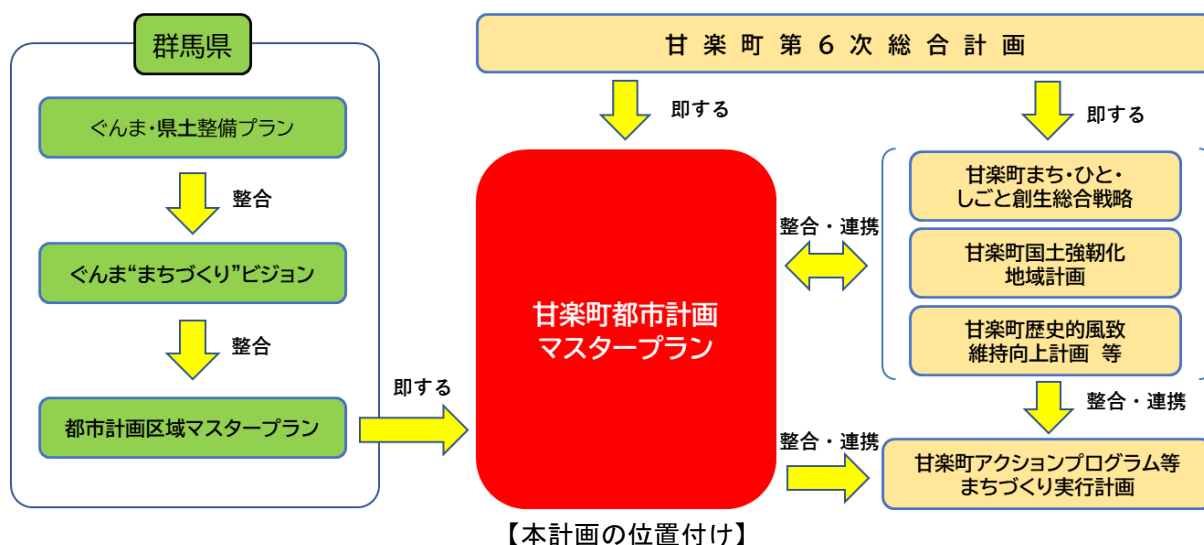 群馬県
ぐんま・県土整備プラン
整合
ぐんま“まちづくり”ビジョン
整合
都市計画区域マスタープラン
即する
甘楽町第6次総合計画
即する
即する
甘楽町都市計画
マスタープラン
整合・連携
甘楽町まち・ひと・
しごと創生総合戦略
甘楽町国土強靭化
地域計画
甘楽町歴史的風致
維持向上計画 等
整合・連携
整合・連携
甘楽町アクションプログラム等
まちづくり実行計画
【本計画の位置付け】